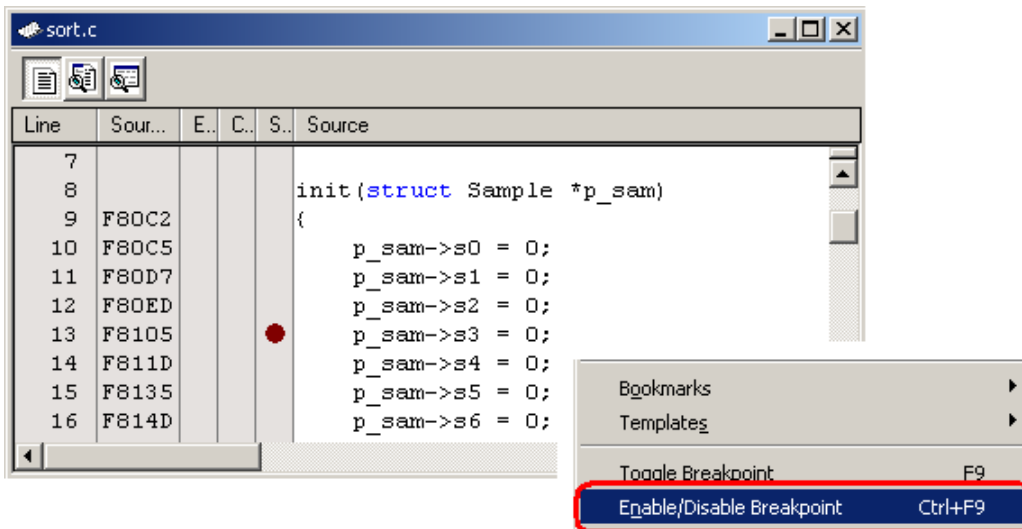 sort.c
Line Sour... E.. C.. S.. Source
7
8 init(struct Sample *p_sam)
9 F80C2 {
10 F80C5 p_sam->s0 = 0;
11 F80D7 p_sam->s1 = 0;
12 F80ED p_sam->s2 = 0;
13 F8105 p_sam->s3 = 0;
14 F811D p_sam->s4 = 0;
15 F8135 p_sam->s5 = 0;
16 F814D p_sam->s6 = 0;
Bookmarks
Templates
Toggle Breakpoint F9
Enable/Disable Breakpoint Ctrl+F9